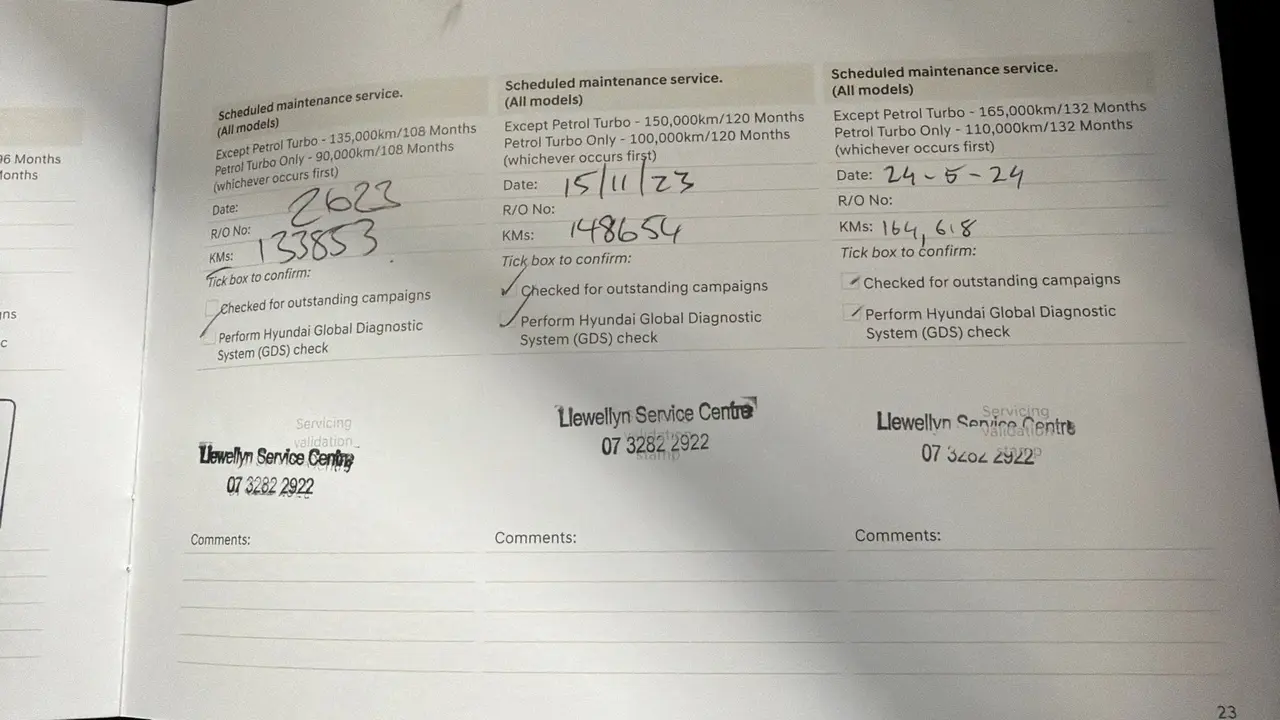 96 Months
Months
ns
c
Scheduled maintenance service.
(All models)
Except Petrol Turbo - 135,000km/108 Months
Petrol Turbo Only - 90,000km/108 Months
(whichever occurs first)
Date: 2623
R/O No:
KMs: 133853
Tick box to confirm:
Checked for outstanding campaigns
Perform Hyundai Global Diagnostic
System (GDS) check
Servicing
validation
Llewellyn Service Centre
07 3282 2922
Comments:
Scheduled maintenance service.
(All models)
Except Petrol Turbo - 150,000km/120 Months
Petrol Turbo Only - 100,000km/120 Months
(whichever occurs first)
Date: 15/11/23
R/O No:
KMs: 148654
Tick box to confirm:
Checked for outstanding campaigns
Perform Hyundai Global Diagnostic
System (GDS) check
Llewellyn Service Centre
validation
07 3282 2922
stamp
Comments:
Scheduled maintenance service.
(All models)
Except Petrol Turbo - 165,000km/132 Months
Petrol Turbo Only - 110,000km/132 Months
(whichever occurs first)
Date: 24-5-24
R/O No:
KMs: 164,618
Tick box to confirm:
Checked for outstanding campaigns
Perform Hyundai Global Diagnostic
System (GDS) check
Servicing
Llewellyn Service Centre
validation
07 3282 2922
Comments:
23